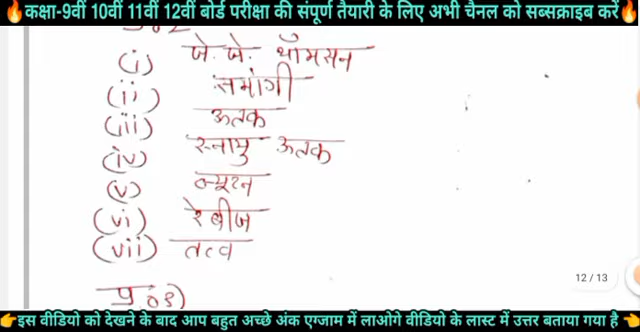 🔥कक्षा-9वीं 10वीं 11वीं 12वीं बोर्ड परीक्षा की संपूर्ण तैयारी के लिए अभी चैनल को सब्सक्राइब करें🔥
(i) जे. जे. थॉमसन
(ii) समांगी
(iii) ऊतक
(iv) स्नायु ऊतक
(v) न्यूटन
(vi) रेबीज
(vii) तत्व
12 / 13
प्र.03)
👉इस वीडियो को देखने के बाद आप बहुत अच्छे अंक एग्जाम में लाओगे वीडियो के लास्ट में उत्तर बताया गया है👈